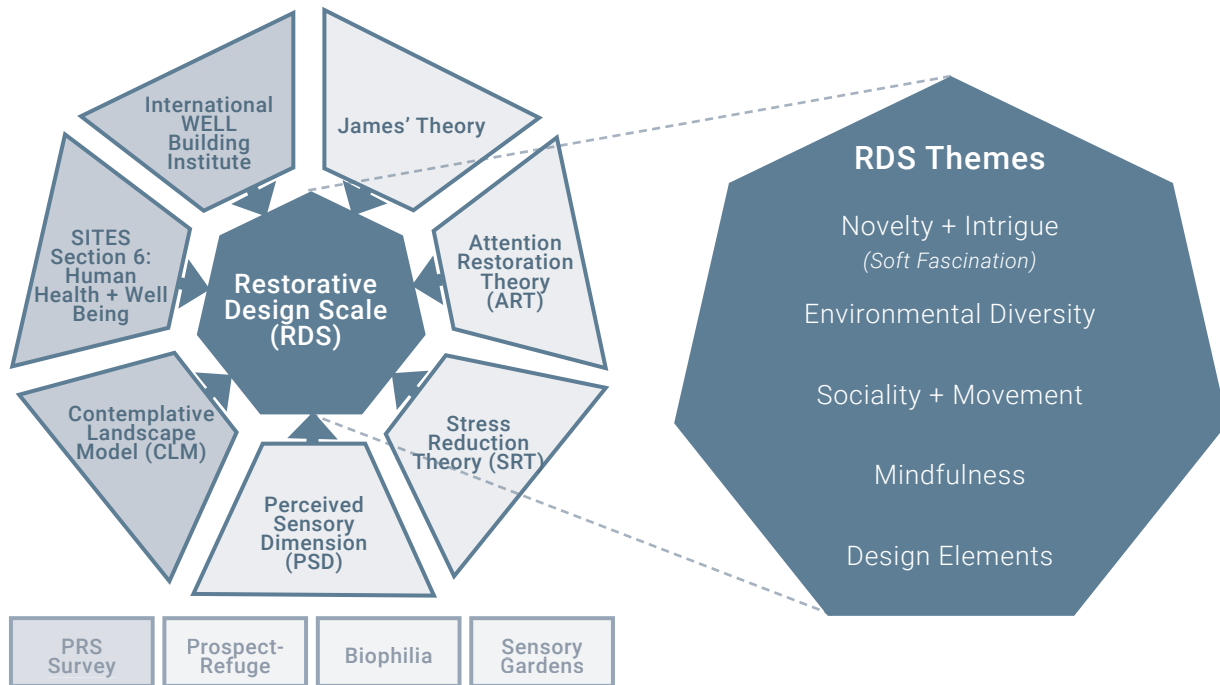 International
WELL
Building
Institute
James’ Theory
SITES
Section 6:
Human
Health + Well
Being
Attention
Restoration
Theory
(ART)
Restorative
Design Scale
(RDS)
Contemplative
Landscape
Model (CLM)
Stress
Reduction
Theory (SRT)
Perceived
Sensory
Dimension
(PSD)
PRS
Survey
Prospect-
Refuge
Biophilia
Sensory
Gardens
RDS Themes
Novelty + Intrigue
(Soft Fascination)
Environmental Diversity
Sociality + Movement
Mindfulness
Design Elements